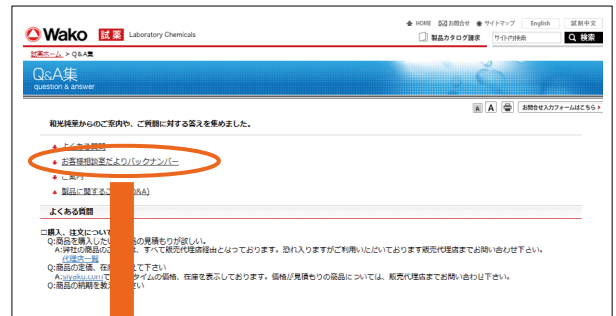 HOME お問合せ サイトマップ English 試剤中文
Wako 試薬 Laboratory Chemicals
製品カタログ請求 サイト内検索 検索
試薬ホーム > Q&A集
Q&A集
question & answer
A A お問合せ入力フォームはこちら
和光純薬からのご案内や、ご質問に対する答えを集めました。
よくある質問
お客様相談室だよりバックナンバー
ご案内
製品に関するご Q&A)
よくある質問
購入、注文につい
Q:商品を購入した の見積もりが欲しい。
A:弊社の商品の は、すべて販売代理店経由となっております。恐れ入りますがご利用いただいております販売代理店までお問い合わせ下さい。
代理店一覧
Q:商品の定価、在 えて下さい
A:siyaku.comで タイムの価格、在庫を表示しております。価格が見積もりの商品については、販売代理店までお問い合わせ下さい。
Q:商品の納期を教 さい